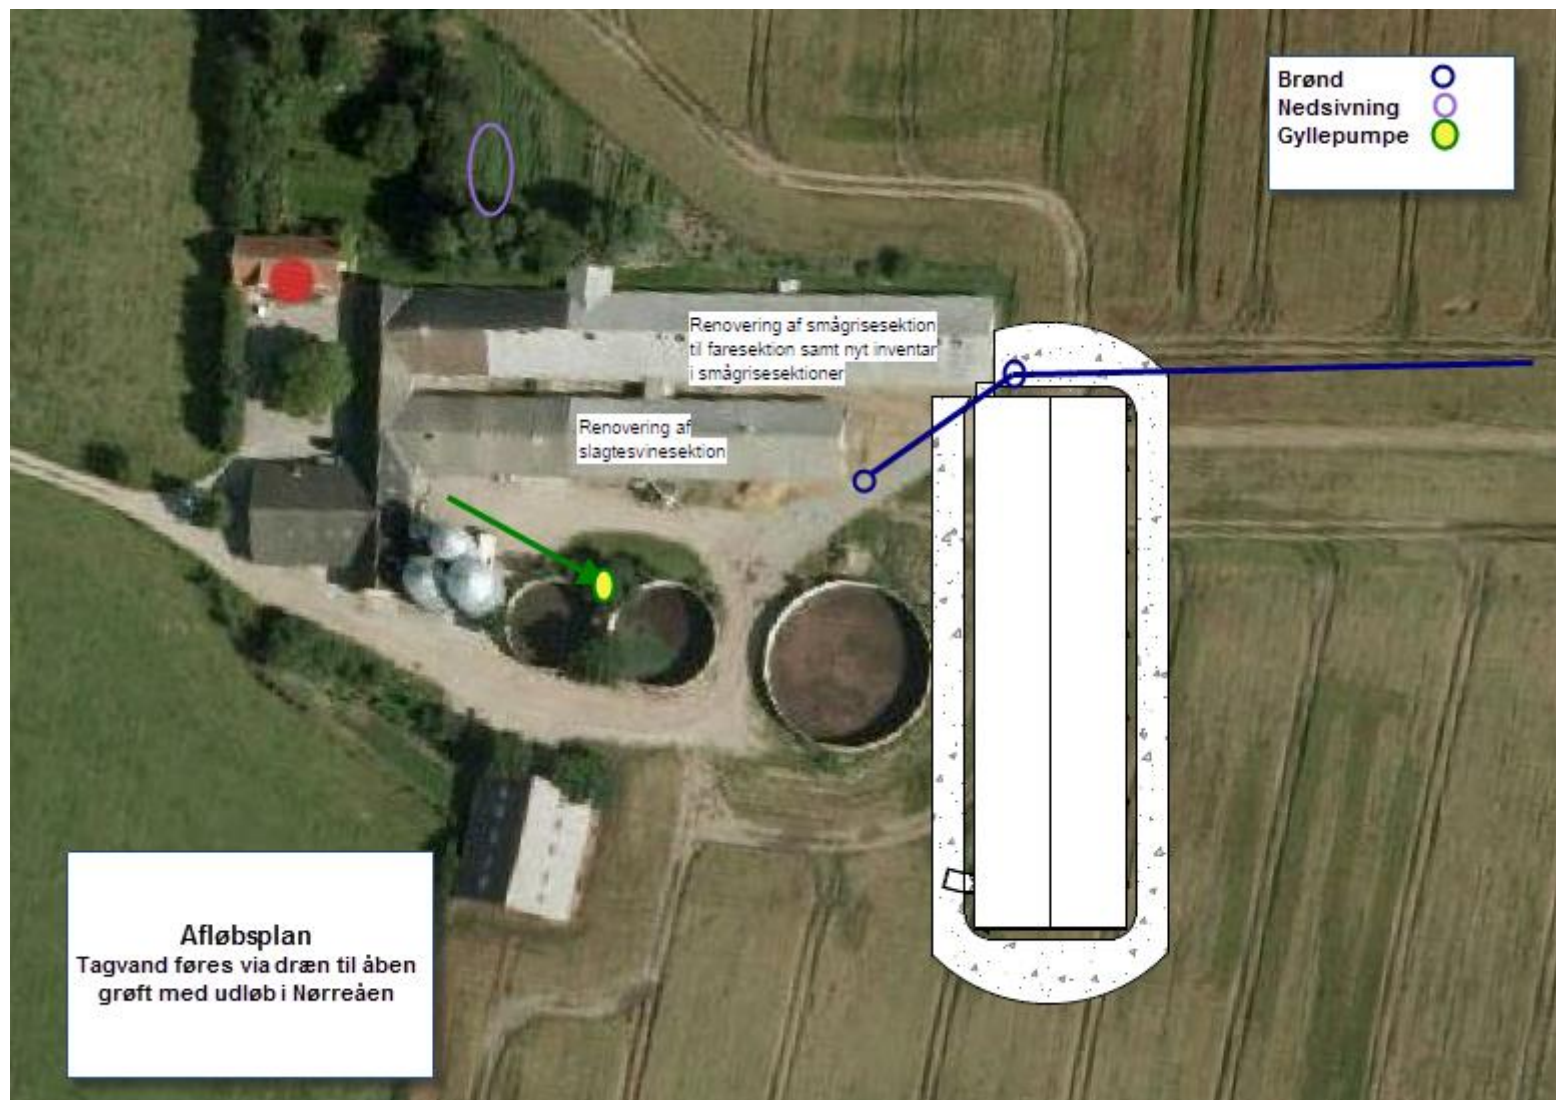 Brønd
Nedsivning
Gyllepumpe
Renovering af smågrisesektion
til faresektion samt nyt inventar
i smågrisesektioner
Renovering af
slagtesvinesektion
Afløbsplan
Tagvand føres via dræn til åben
grøft med udløb i Nørreåen